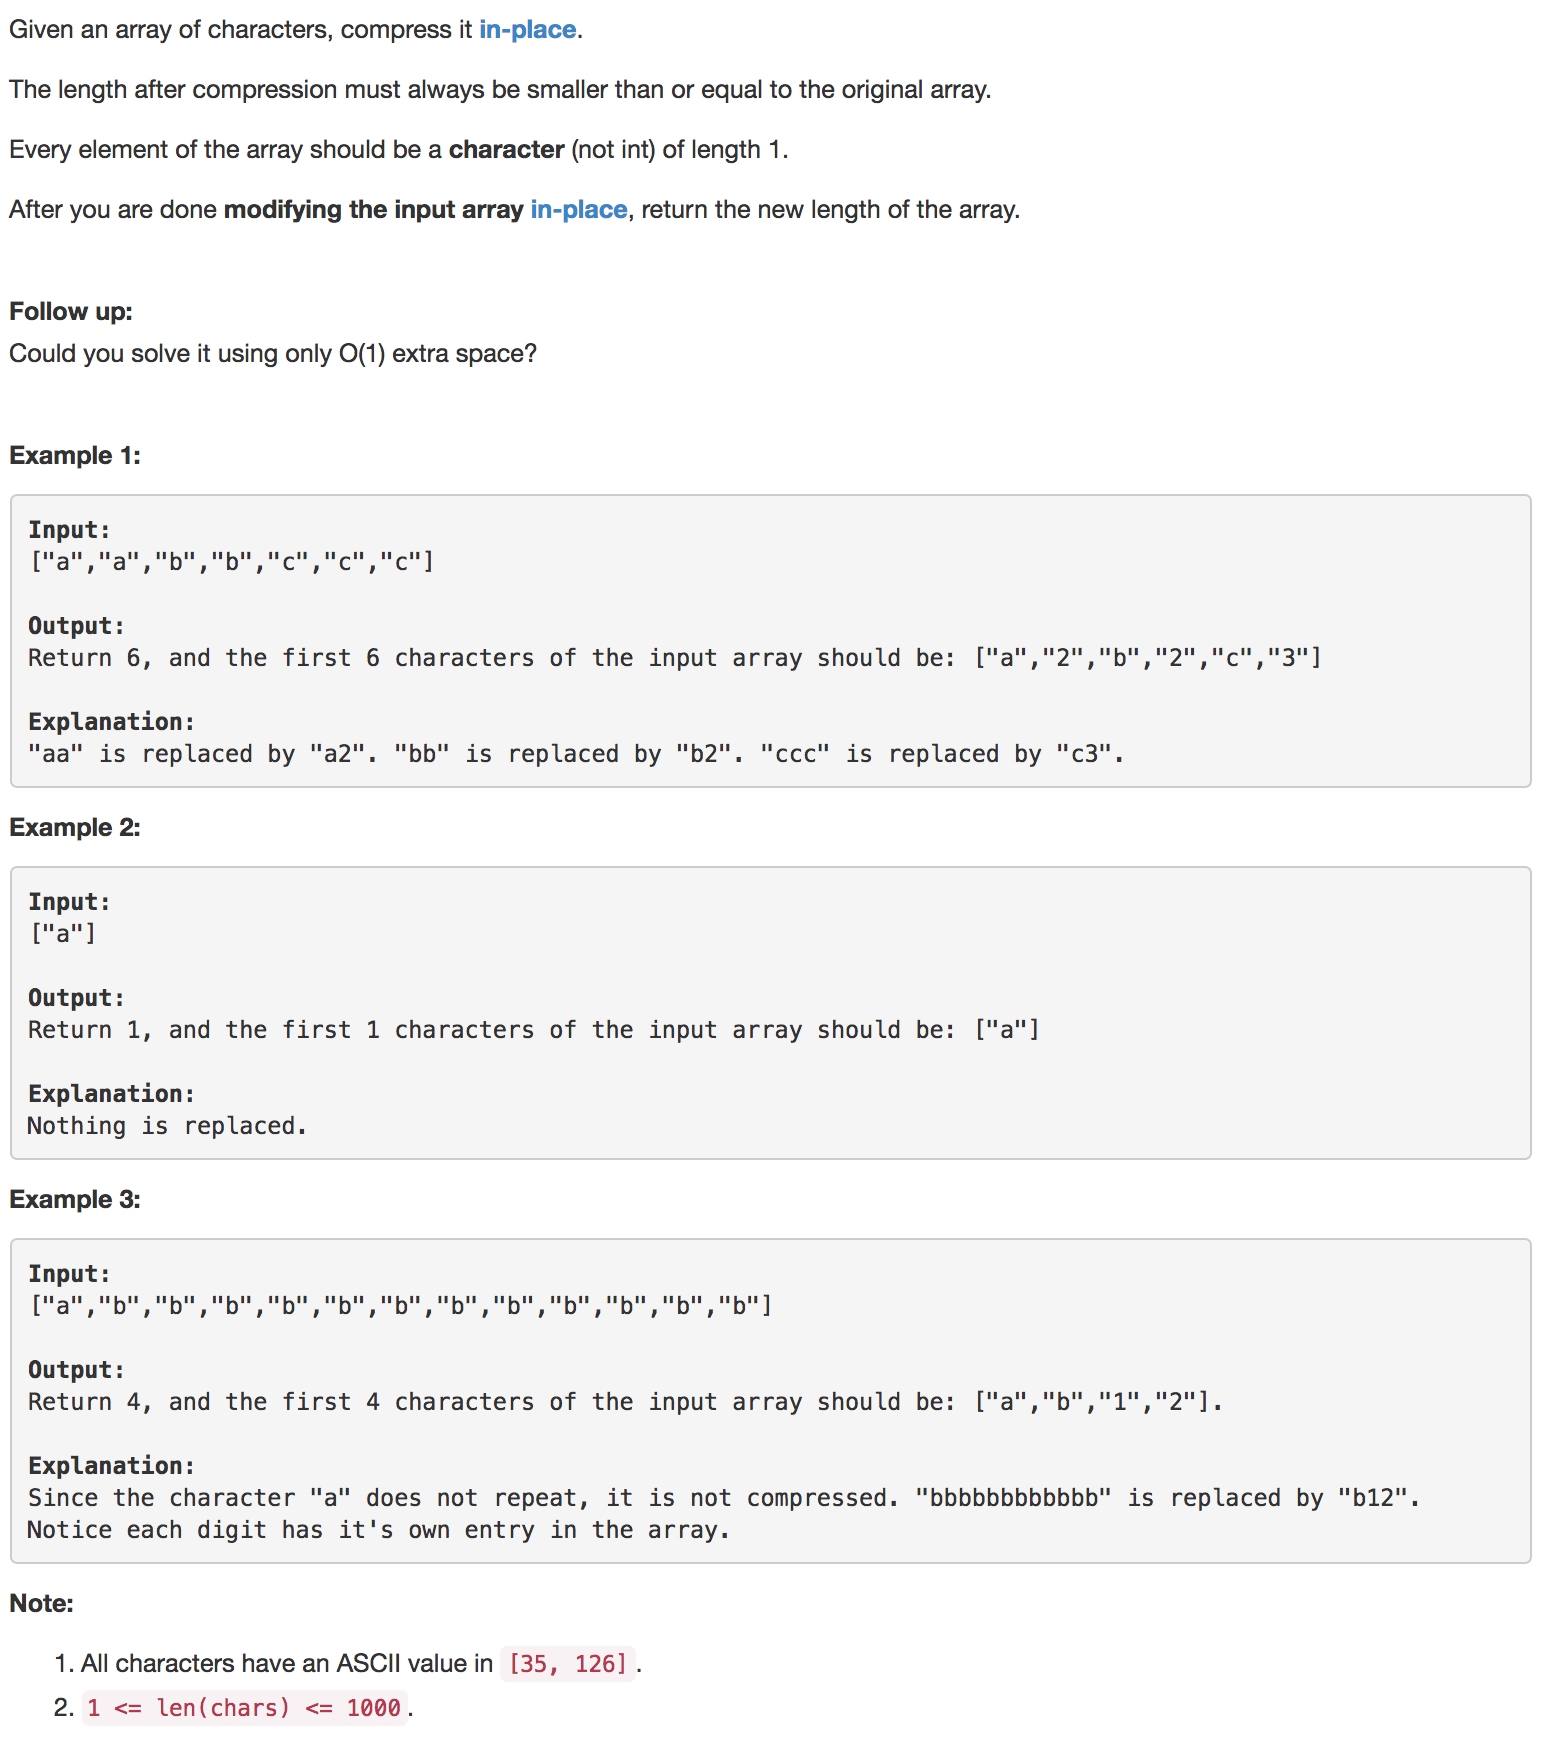 Given an array of characters, compress it in-place.
The length after compression must always be smaller than or equal to the original array.
Every element of the array should be a character (not int) of length 1.
After you are done modifying the input array in-place, return the new length of the array.
Follow up:
Could you solve it using only O(1) extra space?
Example 1:
Input:
["a","a","b","b","c","c","c"]
Output:
Return 6, and the first 6 characters of the input array should be: ["a","2","b","2","c","3"]
Explanation:
"aa" is replaced by "a2". "bb" is replaced by "b2". "ccc" is replaced by "c3".
Example 2:
Input:
["a"]
Output:
Return 1, and the first 1 characters of the input array should be: ["a"]
Explanation:
Nothing is replaced.
Example 3:
Input:
["a","b","b","b","b","b","b","b","b","b","b","b","b"]
Output:
Return 4, and the first 4 characters of the input array should be: ["a","b","1","2"].
Explanation:
Since the character "a" does not repeat, it is not compressed. "bbbbbbbbbbbb" is replaced by "b12".
Notice each digit has it's own entry in the array.
Note:
1. All characters have an ASCII value in [35, 126].
2. 1 <= len(chars) <= 1000.